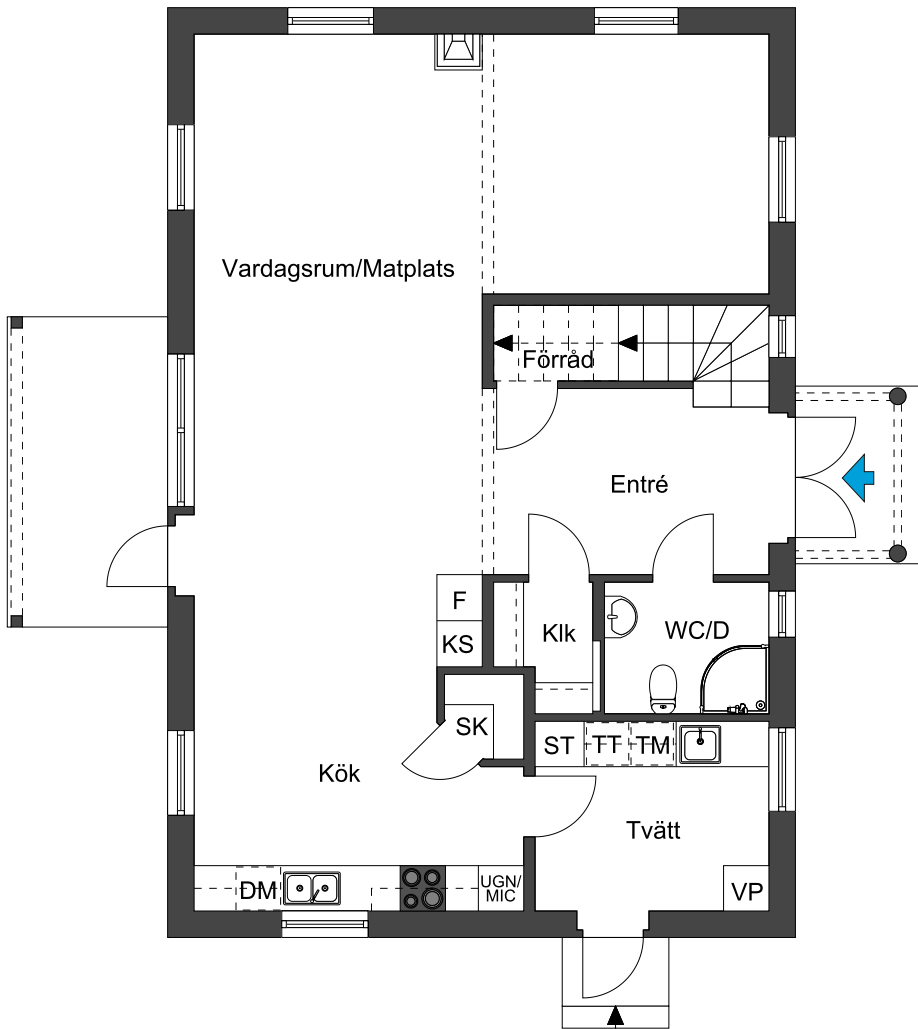 Vardagsrum/Matplats
Förråd
Entré
F
KS
Klk
WC/D
SK
ST
TT
TM
Kök
Tvätt
DM
UGN/
MIC
VP